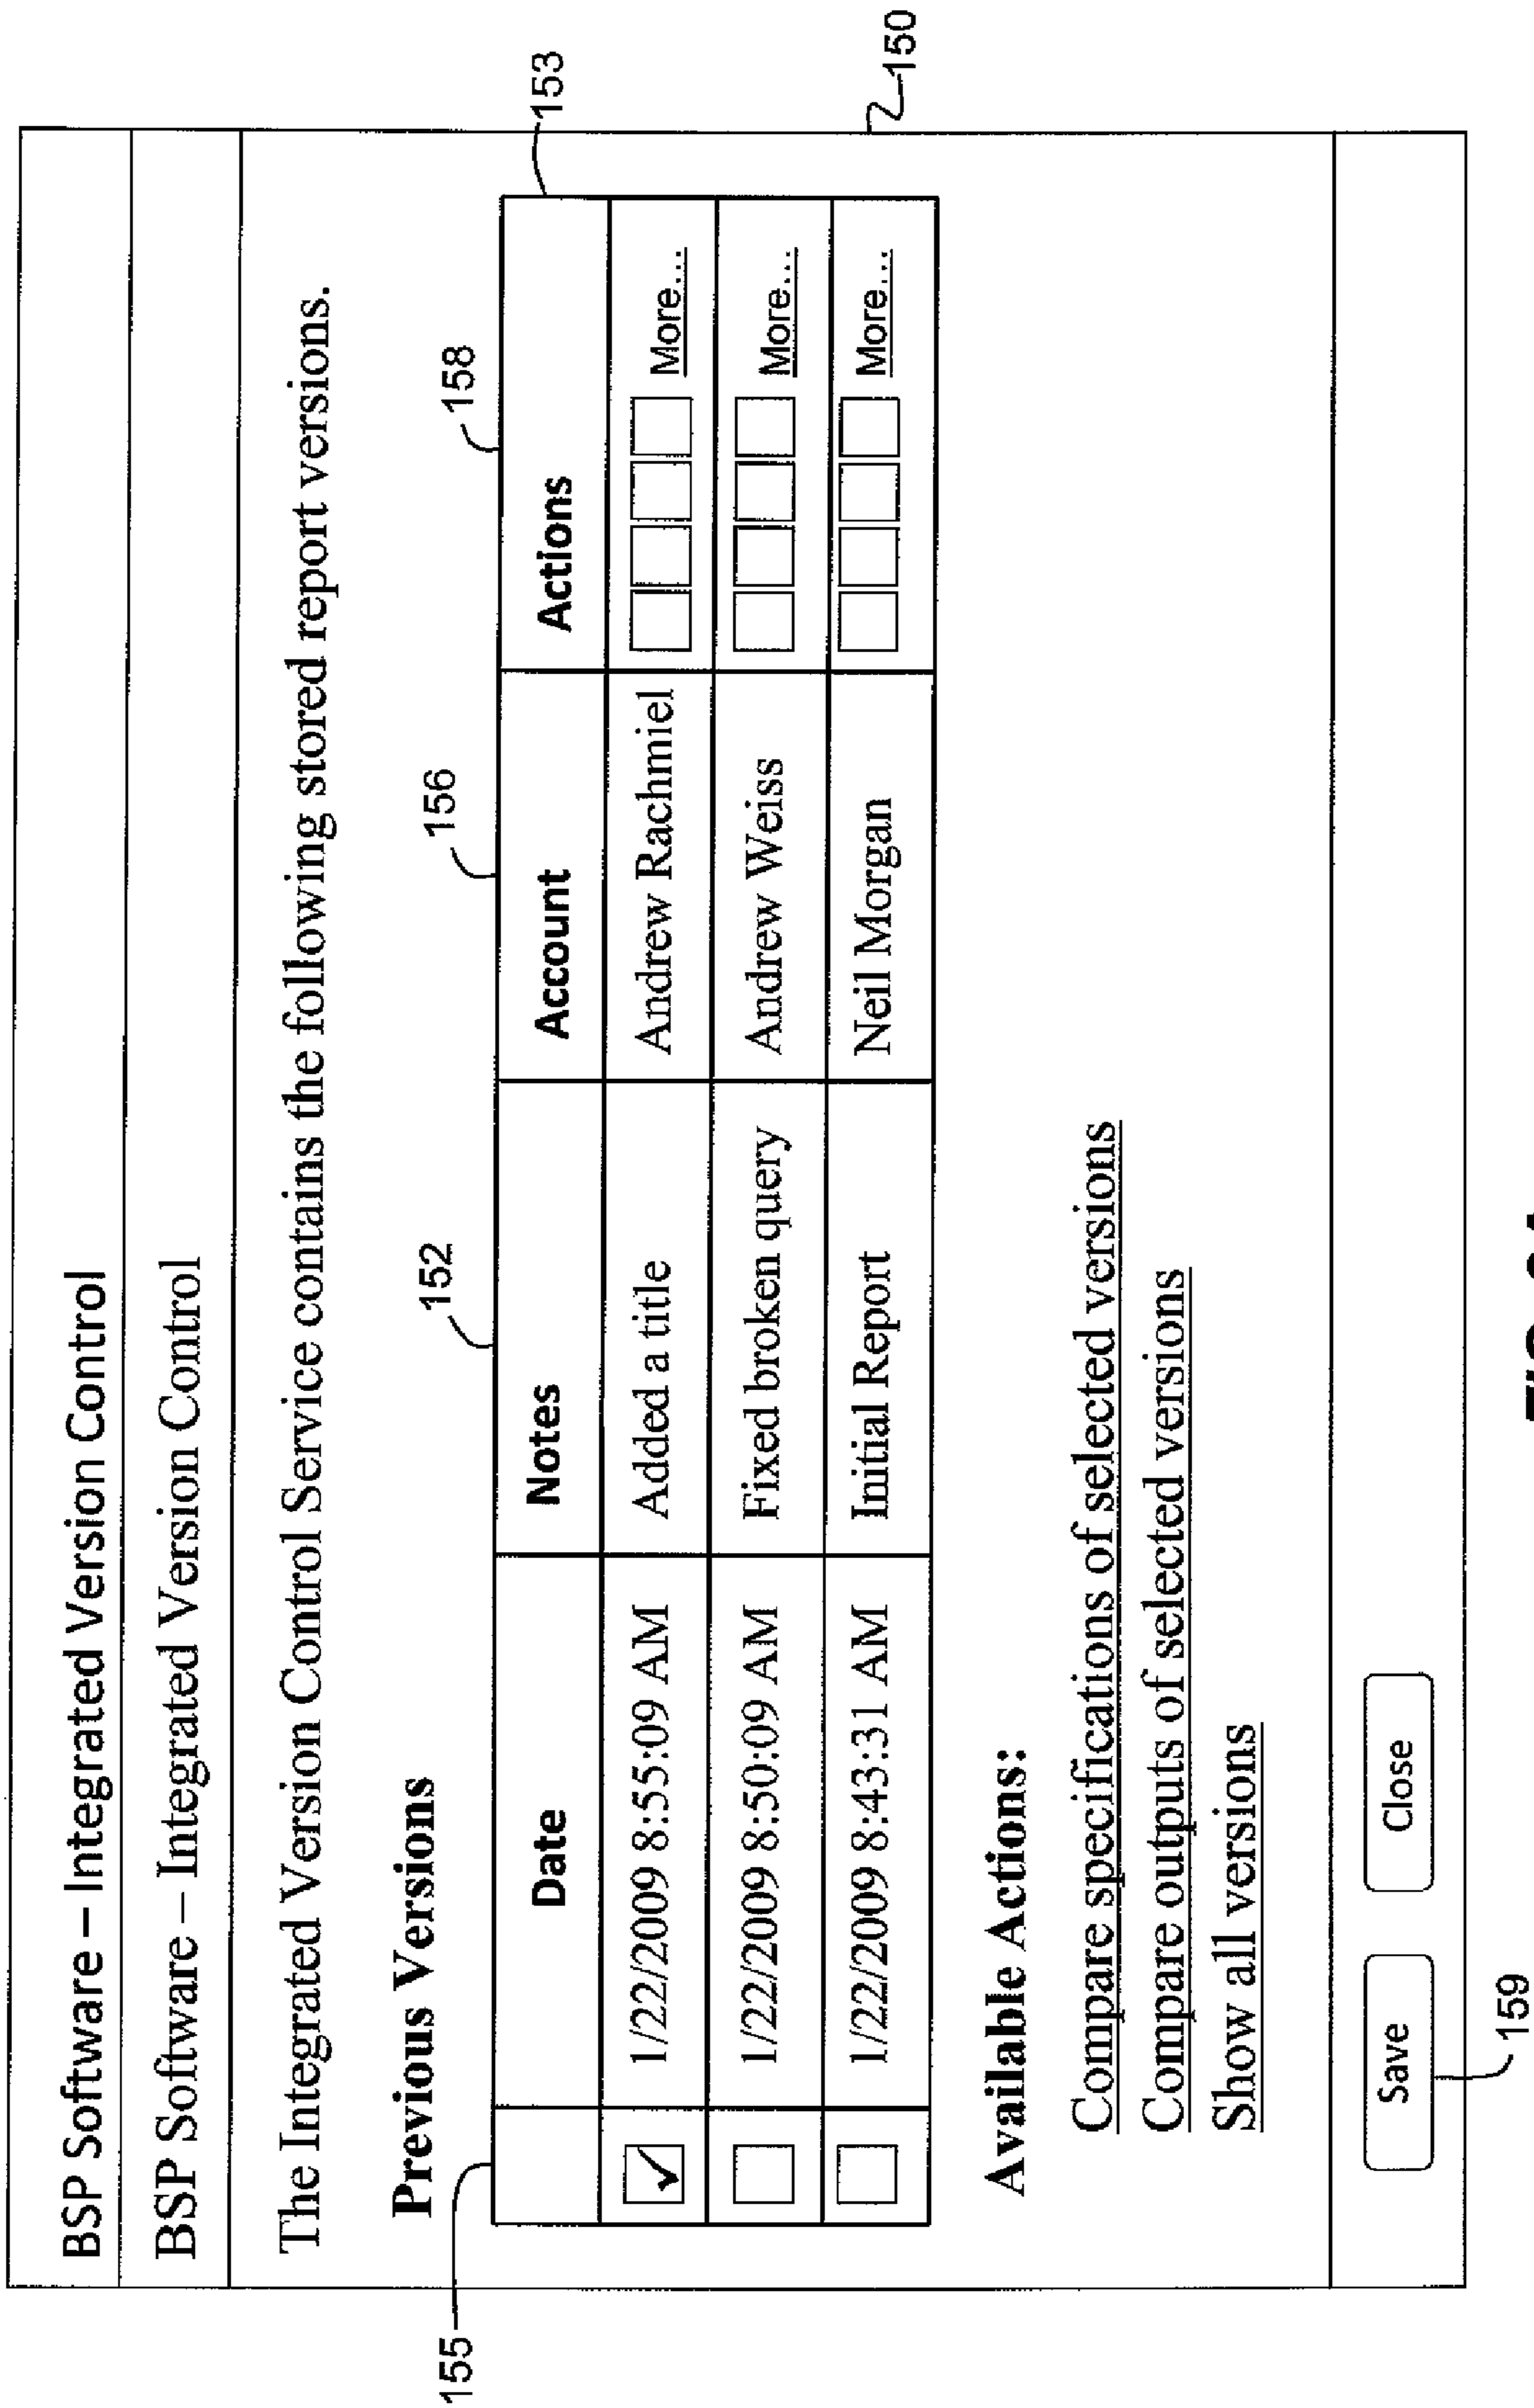 BSP Software – Integrated Version Control
BSP Software – Integrated Version Control
The Integrated Version Control Service contains the following stored report versions.
Previous Versions
155
152
156
158
153
Date Notes Account Actions
1/22/2009 8:55:09 AM Added a title Andrew Rachmiel More...
1/22/2009 8:50:09 AM Fixed broken query Andrew Weiss More...
1/22/2009 8:43:31 AM Initial Report Neil Morgan More...
150
Available Actions:
Compare specifications of selected versions
Compare outputs of selected versions
Show all versions
Save Close
159